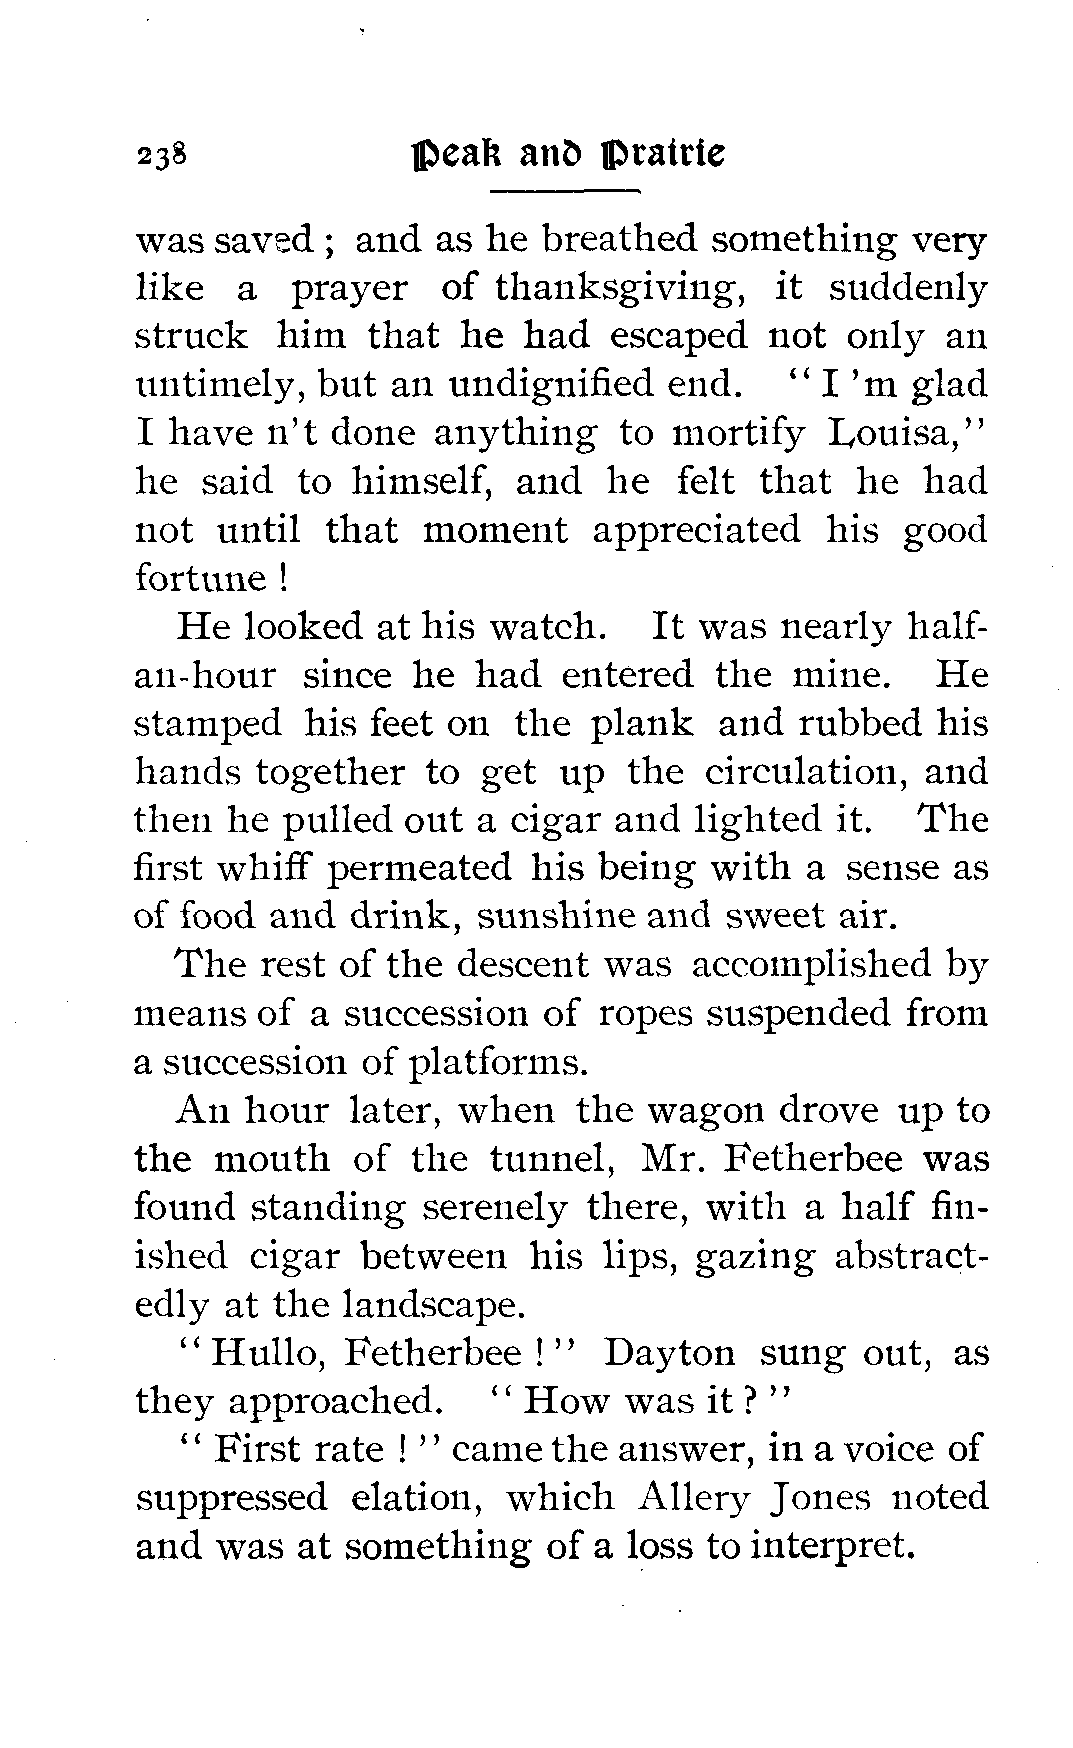 238 Peak and Prairie
was saved ; and as he breathed something very
like a prayer of thanksgiving, it suddenly
struck him that he had escaped not only an
untimely, but an undignified end. " I 'm glad
I have n't done anything to mortify Louisa,"
he said to himself, and he felt that he had
not until that moment appreciated his good
fortune !
He looked at his watch. It was nearly half-
an-hour since he had entered the mine. He
stamped his feet on the plank and rubbed his
hands together to get up the circulation, and
then he pulled out a cigar and lighted it. The
first whiff permeated his being with a sense as
of food and drink, sunshine and sweet air.
The rest of the descent was accomplished by
means of a succession of ropes suspended from
a succession of platforms.
An hour later, when the wagon drove up to
the mouth of the tunnel, Mr. Fetherbee was
found standing serenely there, with a half fin-
ished cigar between his lips, gazing abstract-
edly at the landscape.
" Hullo, Fetherbee ! " Dayton sung out, as
they approached. " How was it ? "
" First rate ! " came the answer, in a voice of
suppressed elation, which Allery Jones noted
and was at something of a loss to interpret.